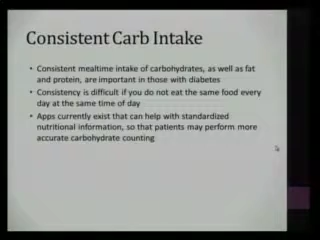 Consistent Carb Intake
• Consistent mealtime intake of carbohydrates, as well as fat
and protein, are important in those with diabetes
• Consistency is difficult if you do not eat the same food every
day at the same time of day
• Apps currently exist that can help with standardized
nutritional information, so that patients may perform more
accurate carbohydrate counting